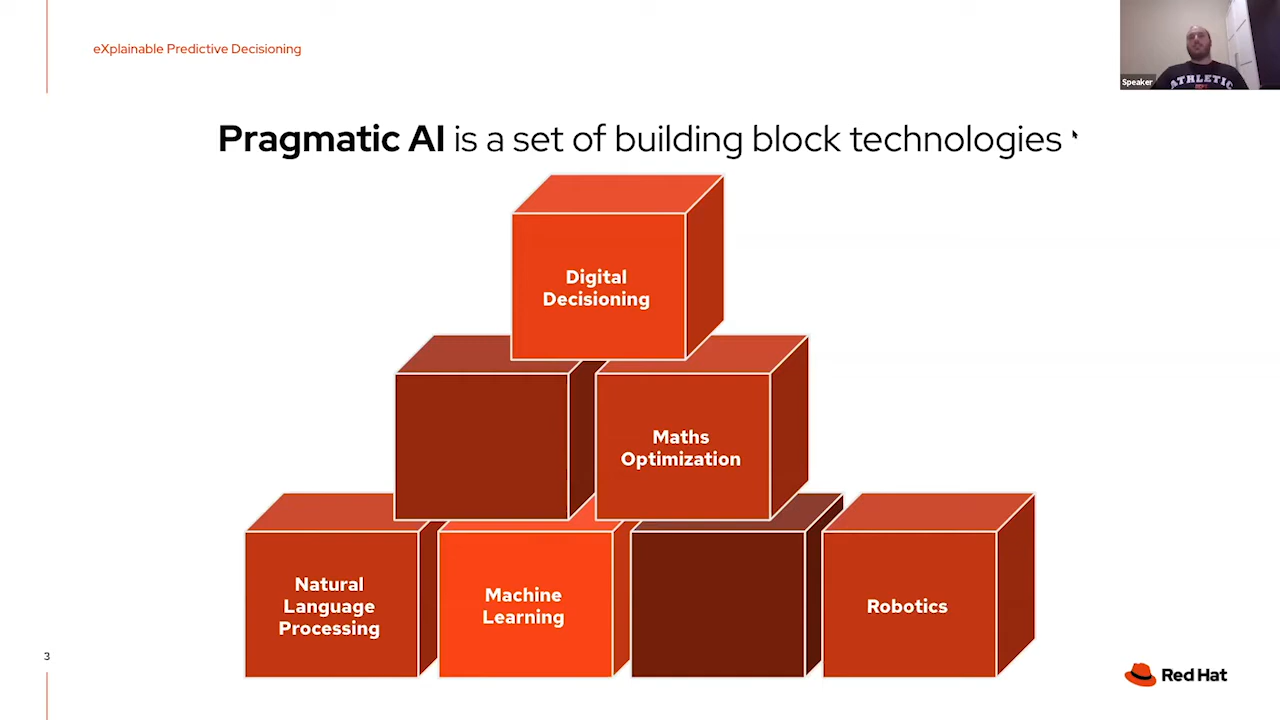 eXplainable Predictive Decisioning
Speaker
ATHLETIC
Pragmatic AI is a set of building block technologies
Digital
Decisioning
Maths
Optimization
Natural
Language
Processing
Machine
Learning
Robotics
3
Red Hat